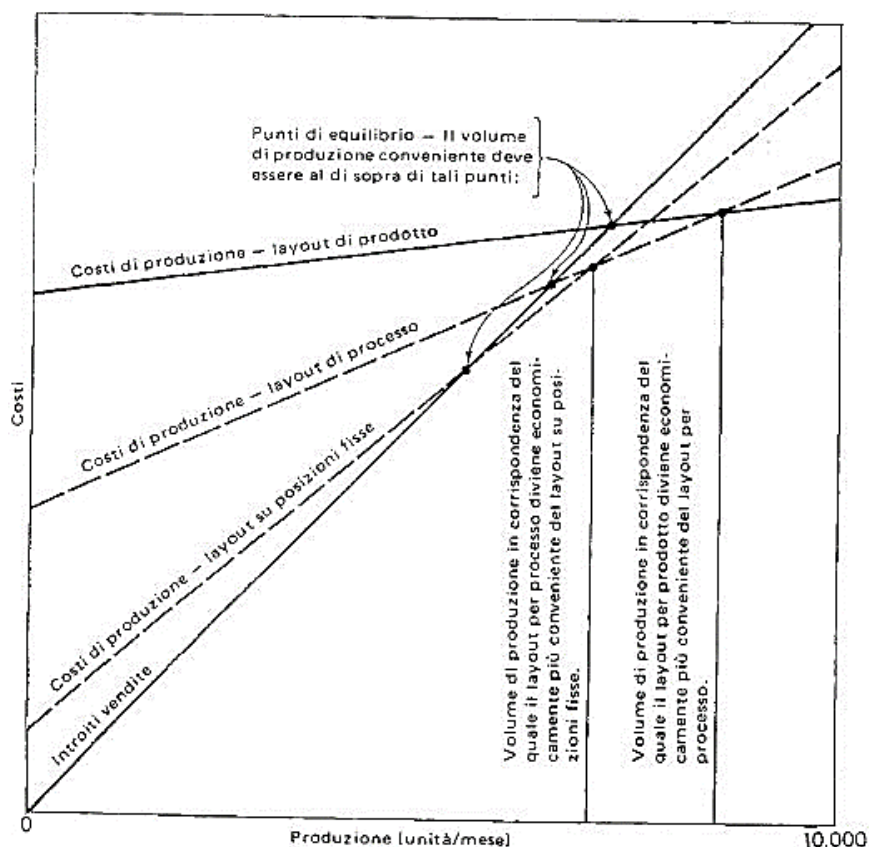 Punti di equilibrio – Il volume
di produzione conveniente deve
essere al di sopra di tali punti:
Costi di produzione – layout di prodotto
Costi di produzione – layout di processo
Costi di produzione – layout su posizioni fisse
Introiti vendite
Costi
Volume di produzione in corrispondenza del
quale il layout per processo diviene economi-
camente più conveniente del layout su posi-
zioni fisse.
Volume di produzione in corrispondenza del
quale il layout per prodotto diviene economi-
camente più conveniente del layout per
processo.
0
Produzione [unità/mese]
10.000